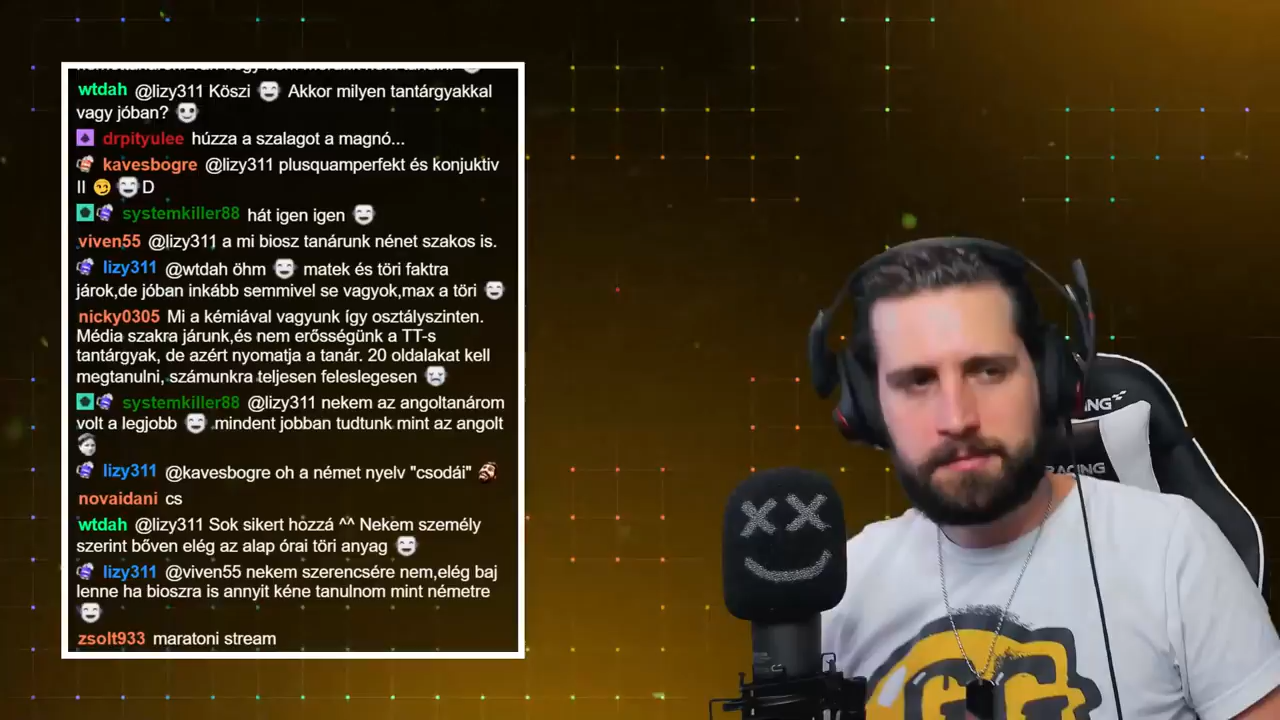 wtdah @lizy311 Köszi Akkor milyen tantárgyakkal
vagy jóban?
drpityulee húzza a szalagot a magnó...
kavesbogre @lizy311 plusquamperfekt és konjuktiv
II D
systemkiller88 hát igen igen
viven55 @lizy311 a mi biosz tanárunk nénet szakos is.
lizy311 @wtdah öhm matek és töri faktra
járok,de jóban inkább semmivel se vagyok,max a töri
nicky0305 Mi a kémiával vagyunk így osztályszinten.
Média szakra járunk,és nem erősségünk a TT-s
tantárgyak, de azért nyomatja a tanár. 20 oldalakat kell
megtanulni, számunkra teljesen feleslegesen
systemkiller88 @lizy311 nekem az angoltanárom
volt a legjobb .mindent jobban tudtunk mint az angolt
lizy311 @kavesbogre oh a német nyelv "csodái"
novaidani cs
wtdah @lizy311 Sok sikert hozzá ^^ Nekem személy
szerint bőven elég az alap órai töri anyag
lizy311 @viven55 nekem szerencsére nem,elég baj
lenne ha bioszra is annyit kéne tanulnom mint németre
zsolt933 maratoni stream
RACING
GG